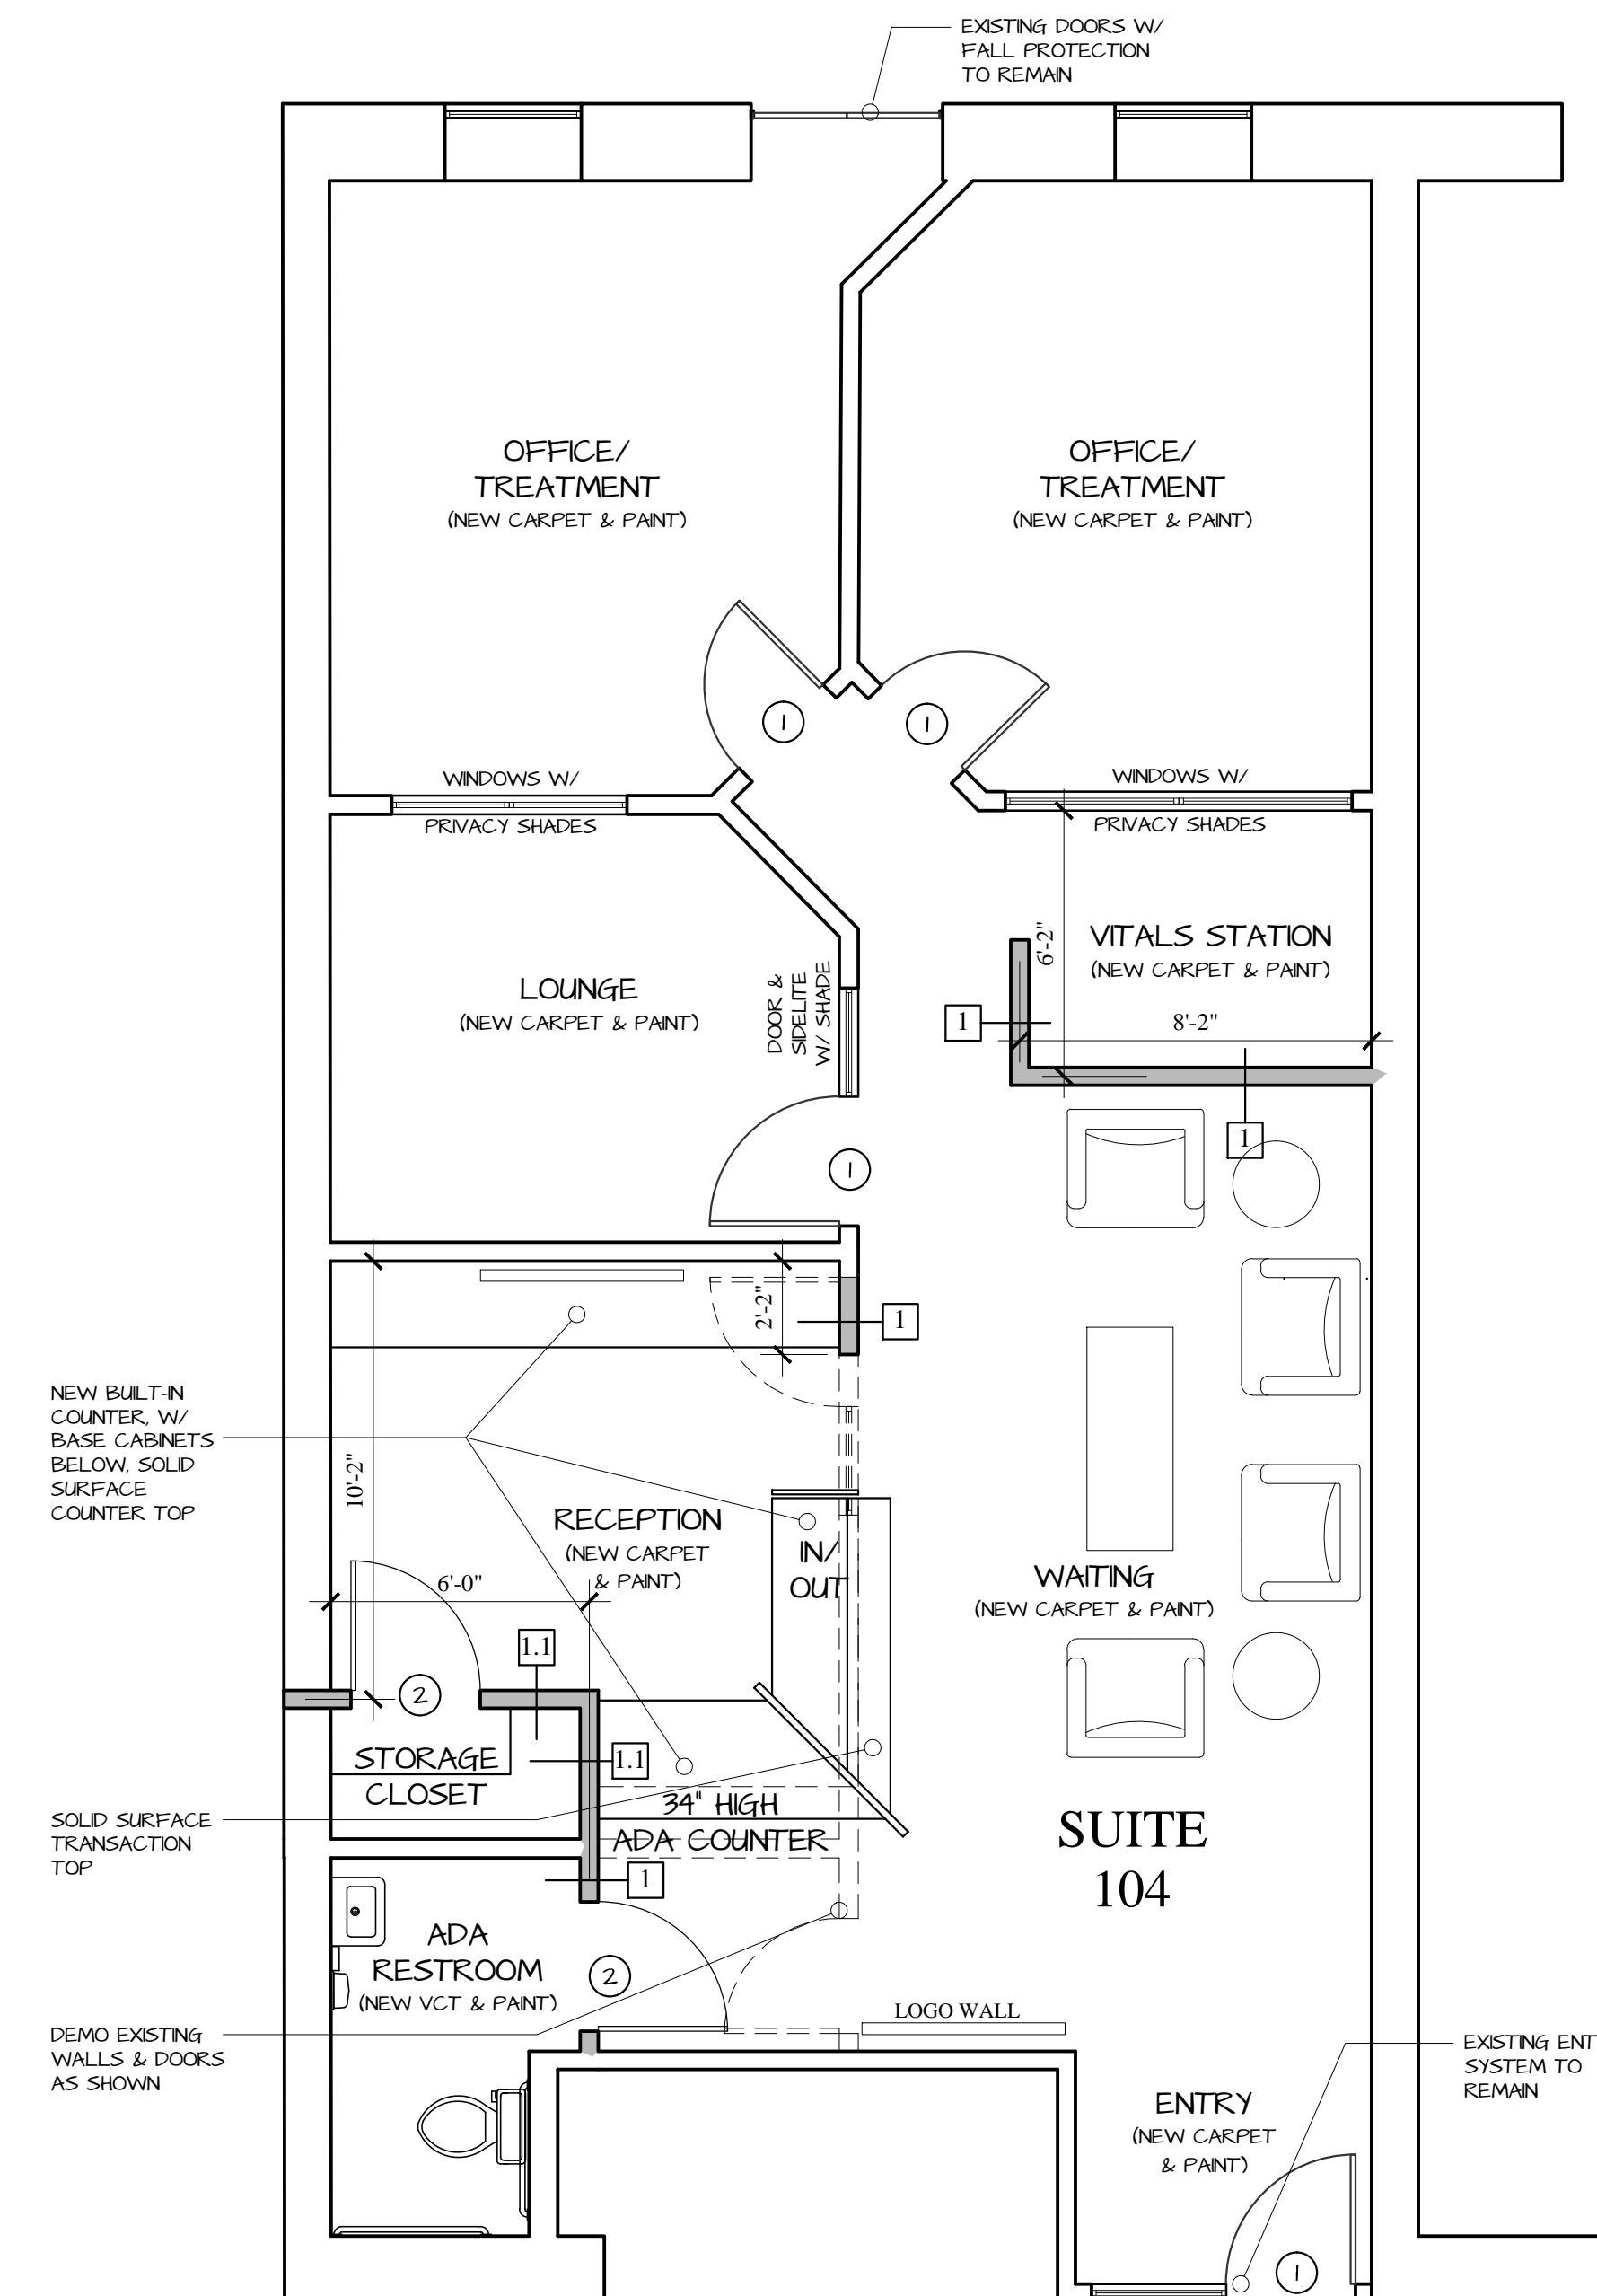 EXISTING DOORS W/
FALL PROTECTION
TO REMAIN
OFFICE/
TREATMENT
(NEW CARPET & PAINT)
OFFICE/
TREATMENT
(NEW CARPET & PAINT)
1
1
WINDOWS W/
PRIVACY SHADES
WINDOWS W/
PRIVACY SHADES
LOUNGE
(NEW CARPET & PAINT)
DOOR &
SIDELITE
W/ SHADE
6'-2"
VITALS STATION
(NEW CARPET & PAINT)
8'-2"
1
1
1
2'-2"
1
NEW BUILT-IN
COUNTER, W/
BASE CABINETS
BELOW, SOLID
SURFACE
COUNTER TOP
10'-2"
RECEPTION
(NEW CARPET
& PAINT)
IN/
OUT
6'-0"
WAITING
(NEW CARPET & PAINT)
1.1
2
STORAGE
CLOSET
1.1
34" HIGH
ADA COUNTER
SOLID SURFACE
TRANSACTION
TOP
SUITE
104
1
ADA
RESTROOM
(NEW VCT & PAINT)
2
LOGO WALL
DEMO EXISTING
WALLS & DOORS
AS SHOWN
EXISTING ENT
SYSTEM TO
REMAIN
ENTRY
(NEW CARPET
& PAINT)
1